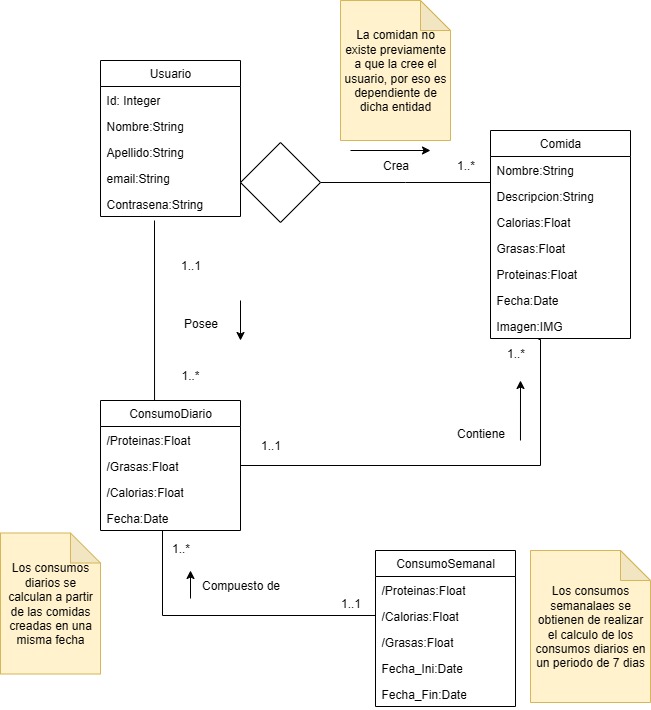 La comidan no
existe previamente
a que la cree el
usuario, por eso es
dependiente de
dicha entidad
Usuario
Id: Integer
Nombre:String
Apellido:String
email:String
Contrasena:String
Crea
1..*
Comida
Nombre:String
Descripcion:String
Calorias:Float
Grasas:Float
Proteinas:Float
Fecha:Date
Imagen:IMG
1..1
Posee
1..*
1..*
Contiene
1..1
ConsumoDiario
/Proteinas:Float
/Grasas:Float
/Calorias:Float
Fecha:Date
Los consumos
diarios se
calculan a partir
de las comidas
creadas en una
misma fecha
1..*
Compuesto de
1..1
ConsumoSemanal
/Proteinas:Float
/Calorias:Float
/Grasas:Float
Fecha_Ini:Date
Fecha_Fin:Date
Los consumos
semanalaes se
obtienen de realizar
el calculo de los
consumos diarios en
un periodo de 7 dias